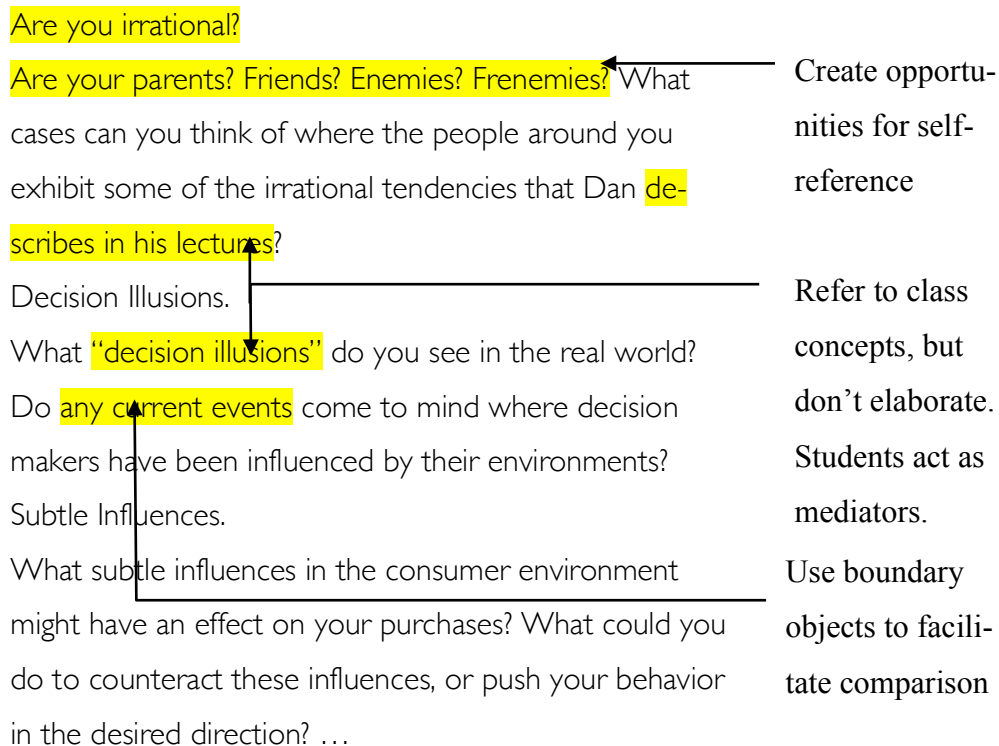 Are you irrational?
Are your parents? Friends? Enemies? Frenemies? What
cases can you think of where the people around you
exhibit some of the irrational tendencies that Dan de-
scribes in his lectures?
Decision Illusions.
What “decision illusions” do you see in the real world?
Do any current events come to mind where decision
makers have been influenced by their environments?
Subtle Influences.
What subtle influences in the consumer environment
might have an effect on your purchases? What could you
do to counteract these influences, or push your behavior
in the desired direction? …
Create opportu-
nities for self-
reference
Refer to class
concepts, but
don’t elaborate.
Students act as
mediators.
Use boundary
objects to facili-
tate comparison